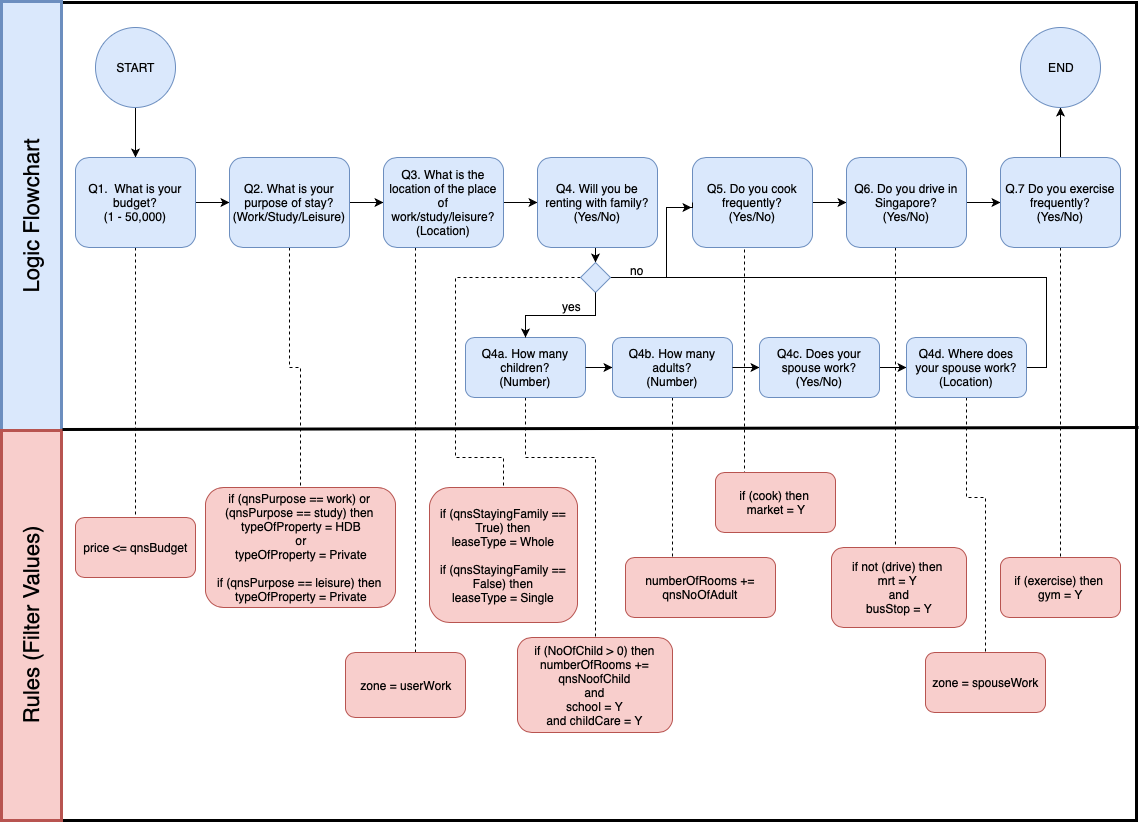 Logic Flowchart
START
END
Q1. What is your
budget?
(1 - 50,000)
Q2. What is your
purpose of stay?
(Work/Study/Leisure)
Q3. What is the
location of the place
of
work/study/leisure?
(Location)
Q4. Will you be
renting with family?
(Yes/No)
Q5. Do you cook
frequently?
(Yes/No)
Q6. Do you drive in
Singapore?
(Yes/No)
Q.7 Do you exercise
frequently?
(Yes/No)
no
yes
Q4a. How many
children?
(Number)
Q4b. How many
adults?
(Number)
Q4c. Does your
spouse work?
(Yes/No)
Q4d. Where does
your spouse work?
(Location)
Rules (Filter Values)
price <= qnsBudget
if (qnsPurpose == work) or
(qnsPurpose == study) then
typeOfProperty = HDB
or
typeOfProperty = Private
if (qnsPurpose == leisure) then
typeOfProperty = Private
zone = userWork
if (qnsStayingFamily ==
True) then
leaseType = Whole
if (qnsStayingFamily ==
False) then
leaseType = Single
if (NoOfChild > 0) then
numberOfRooms +=
qnsNoofChild
and
school = Y
and childCare = Y
numberOfRooms +=
qnsNoOfAdult
if (cook) then
market = Y
if not (drive) then
mrt = Y
and
busStop = Y
zone = spouseWork
if (exercise) then
gym = Y